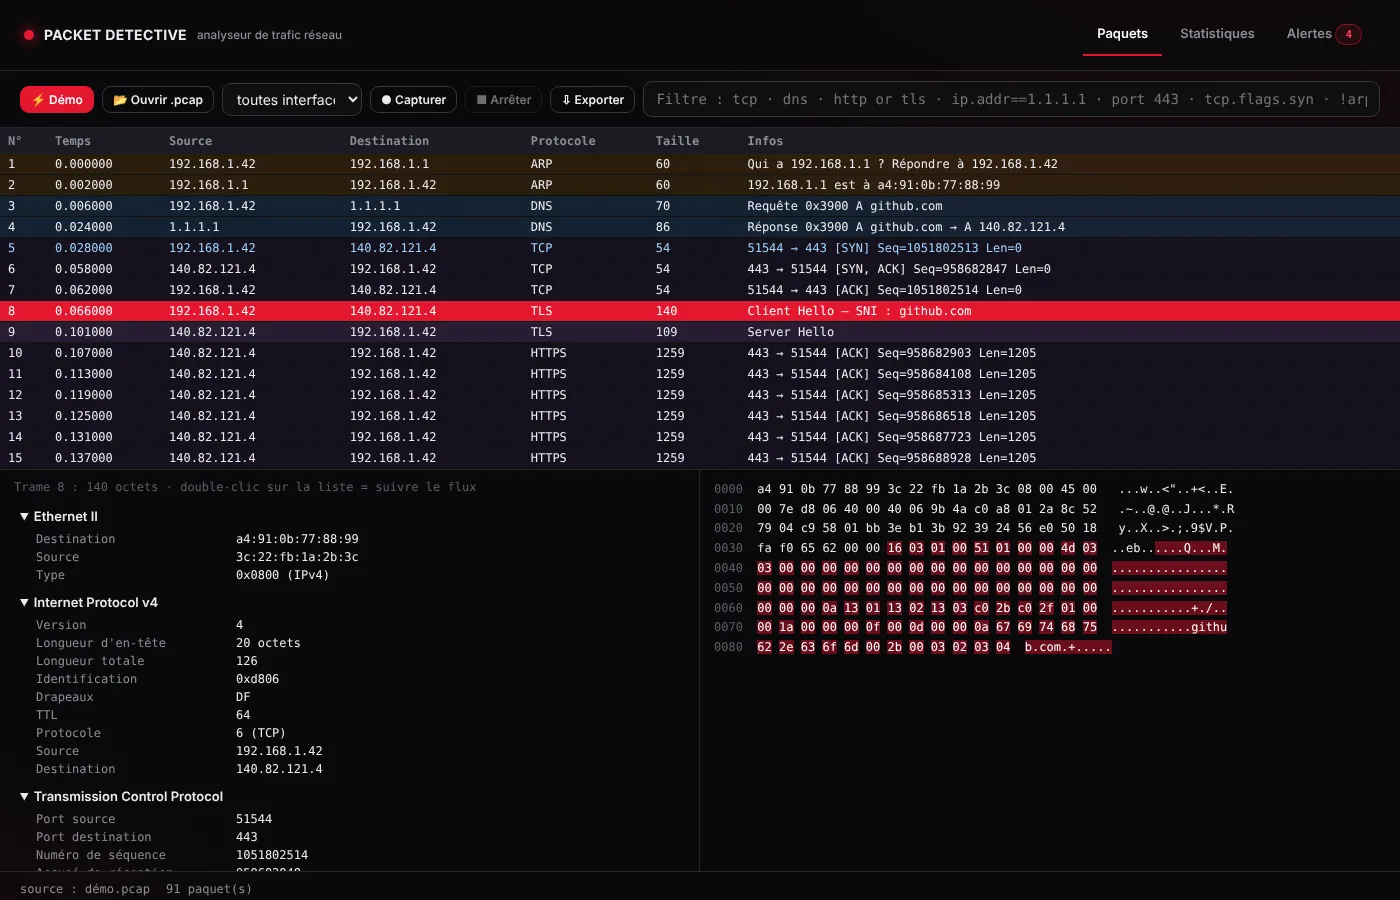 PACKET DETECTIVE analyseur de trafic réseau Paquets Statistiques Alertes 4
⚡ Démo 📂 Ouvrir .pcap toutes interfac ● Capturer ■ Arrêter ⇩ Exporter Filtre : tcp · dns · http or tls · ip.addr==1.1.1.1 · port 443 · tcp.flags.syn · !ar
N° Temps Source Destination Protocole Taille Infos
1 0.000000 192.168.1.42 192.168.1.1 ARP 60 Qui a 192.168.1.1 ? Répondre à 192.168.1.42
2 0.002000 192.168.1.1 192.168.1.42 ARP 60 192.168.1.1 est à a4:91:0b:77:88:99
3 0.006000 192.168.1.42 1.1.1.1 DNS 70 Requête 0x3900 A github.com
4 0.024000 1.1.1.1 192.168.1.42 DNS 86 Réponse 0x3900 A github.com → A 140.82.121.4
5 0.028000 192.168.1.42 140.82.121.4 TCP 54 51544 → 443 [SYN] Seq=1051802513 Len=0
6 0.058000 140.82.121.4 192.168.1.42 TCP 54 443 → 51544 [SYN, ACK] Seq=958682847 Len=0
7 0.062000 192.168.1.42 140.82.121.4 TCP 54 51544 → 443 [ACK] Seq=1051802514 Len=0
8 0.066000 192.168.1.42 140.82.121.4 TLS 140 Client Hello — SNI : github.com
9 0.101000 140.82.121.4 192.168.1.42 TLS 109 Server Hello
10 0.107000 140.82.121.4 192.168.1.42 HTTPS 1259 443 → 51544 [ACK] Seq=958682903 Len=1205
11 0.113000 140.82.121.4 192.168.1.42 HTTPS 1259 443 → 51544 [ACK] Seq=958684108 Len=1205
12 0.119000 140.82.121.4 192.168.1.42 HTTPS 1259 443 → 51544 [ACK] Seq=958685313 Len=1205
13 0.125000 140.82.121.4 192.168.1.42 HTTPS 1259 443 → 51544 [ACK] Seq=958686518 Len=1205
14 0.131000 140.82.121.4 192.168.1.42 HTTPS 1259 443 → 51544 [ACK] Seq=958687723 Len=1205
15 0.137000 140.82.121.4 192.168.1.42 HTTPS 1259 443 → 51544 [ACK] Seq=958688928 Len=1205
Trame 8 : 140 octets · double-clic sur la liste = suivre le flux
▼ Ethernet II
Destination a4:91:0b:77:88:99
Source 3c:22:fb:1a:2b:3c
Type 0x0800 (IPv4)
▼ Internet Protocol v4
Version 4
Longueur d'en-tête 20 octets
Longueur totale 126
Identification 0xd806
Drapeaux DF
TTL 64
Protocole 6 (TCP)
Source 192.168.1.42
Destination 140.82.121.4
▼ Transmission Control Protocol
Port source 51544
Port destination 443
Numéro de séquence 1051802514
0000 a4 91 0b 77 88 99 3c 22 fb 1a 2b 3c 08 00 45 00 ...w..<"..+<..E.
0010 00 7e d8 06 40 00 40 06 9b 4a c0 a8 01 2a 8c 52 .~..@.@..J...*.R
0020 79 04 c9 58 01 bb 3e b1 3b 92 39 24 56 e0 50 18 y..X..>.;.9$V.P.
0030 fa f0 65 62 00 00 16 03 01 00 51 01 00 00 4d 03 ..eb......Q...M.
0040 03 00 00 00 00 00 00 00 00 00 00 00 00 00 00 00 ................
0050 00 00 00 00 00 00 00 00 00 00 00 00 00 00 00 00 ................
0060 00 00 00 0a 13 01 13 02 13 03 c0 2b c0 2f 01 00 ...........+./..
0070 00 1a 00 00 00 0f 00 0d 00 00 0a 67 69 74 68 75 ...........githu
0080 62 2e 63 6f 6d 00 2b 00 03 02 03 04 b.com.+.....
source : démo.pcap 91 paquet(s)